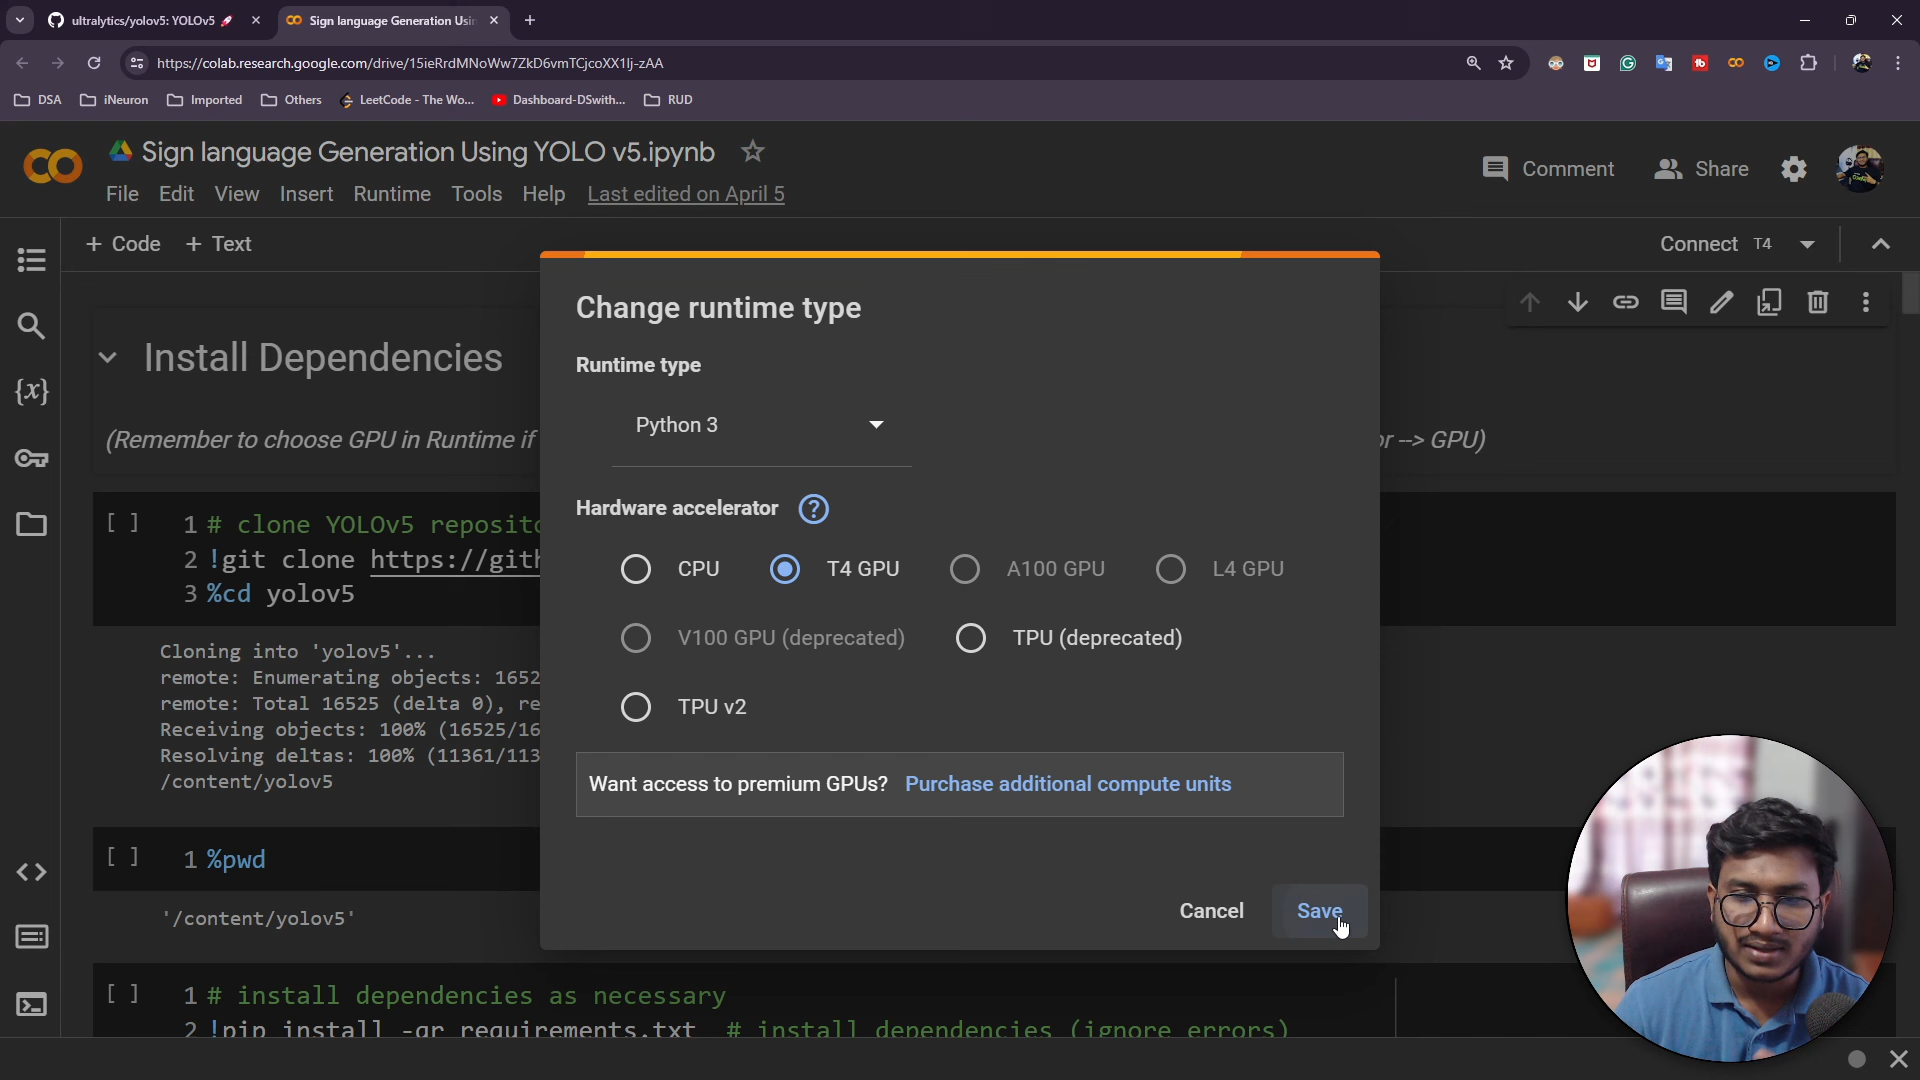 ultralytics/yolov5: YOLOv5 🚀
Sign language Generation Usin
https://colab.research.google.com/drive/15ieRrdMNoWw7ZkD6vmTCjcoXX1Ij-zAA
DSA
iNeuron
Imported
Others
LeetCode - The Wo...
Dashboard-DSwith...
RUD
Sign language Generation Using YOLO v5.ipynb
Comment
Share
File Edit View Insert Runtime Tools Help Last edited on April 5
+ Code + Text
Connect T4
Change runtime type
Install Dependencies
Runtime type
Python 3
(Remember to choose GPU in Runtime if
or --> GPU)
Hardware accelerator ?
[ ] 1 # clone YOLOv5 reposito
2 !git clone https://gith
3 %cd yolov5
CPU T4 GPU A100 GPU L4 GPU
V100 GPU (deprecated) TPU (deprecated)
TPU v2
Cloning into 'yolov5'...
remote: Enumerating objects: 1652
remote: Total 16525 (delta 0), re
Receiving objects: 100% (16525/16
Resolving deltas: 100% (11361/113
/content/yolov5
Want access to premium GPUs? Purchase additional compute units
[ ] 1 %pwd
Cancel Save
'/content/yolov5'
[ ] 1 # install dependencies as necessary
2 !pip install -qr requirements.txt # install dependencies (ignore errors)